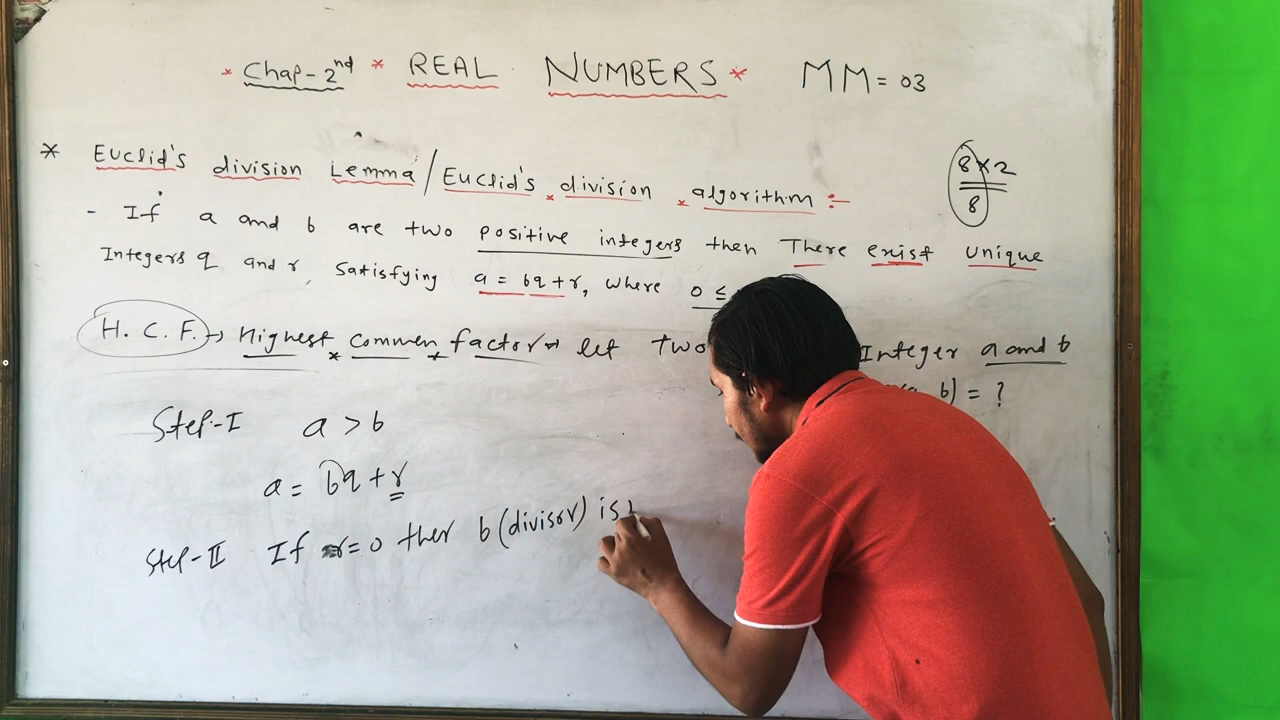 * Chap-2nd * REAL NUMBERS * MM = 03
* Euclid's division Lemma / Euclid's division algorithm :-
8×2
8
- If a and b are two positive integers then There exist unique
Integers q and r satisfying a = bq + r, where 0 ≤
H. C. F. → Highest commen factor → let two Integer a and b
b) = ?
Step-I a > b
a = bq + r
Step-II If r = 0 then b (divisor) is